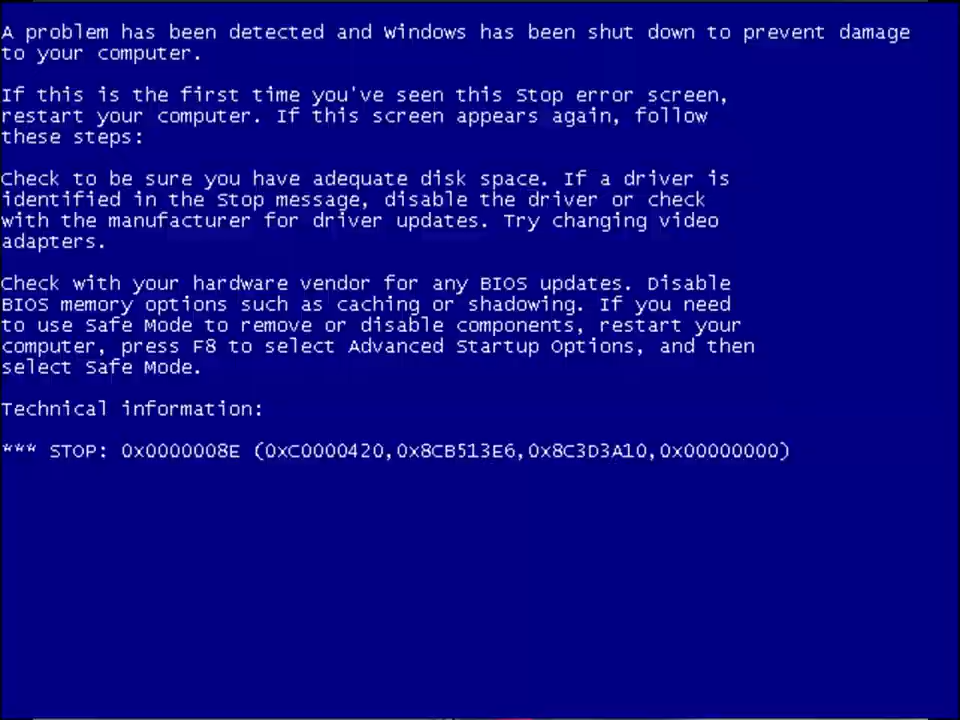 A problem has been detected and Windows has been shut down to prevent damage
to your computer.
If this is the first time you've seen this Stop error screen,
restart your computer. If this screen appears again, follow
these steps:
Check to be sure you have adequate disk space. If a driver is
identified in the Stop message, disable the driver or check
with the manufacturer for driver updates. Try changing video
adapters.
Check with your hardware vendor for any BIOS updates. Disable
BIOS memory options such as caching or shadowing. If you need
to use Safe Mode to remove or disable components, restart your
computer, press F8 to select Advanced Startup Options, and then
select Safe Mode.
Technical information:
*** STOP: 0x0000008E (0xC0000420,0x8CB513E6,0x8C3D3A10,0x00000000)